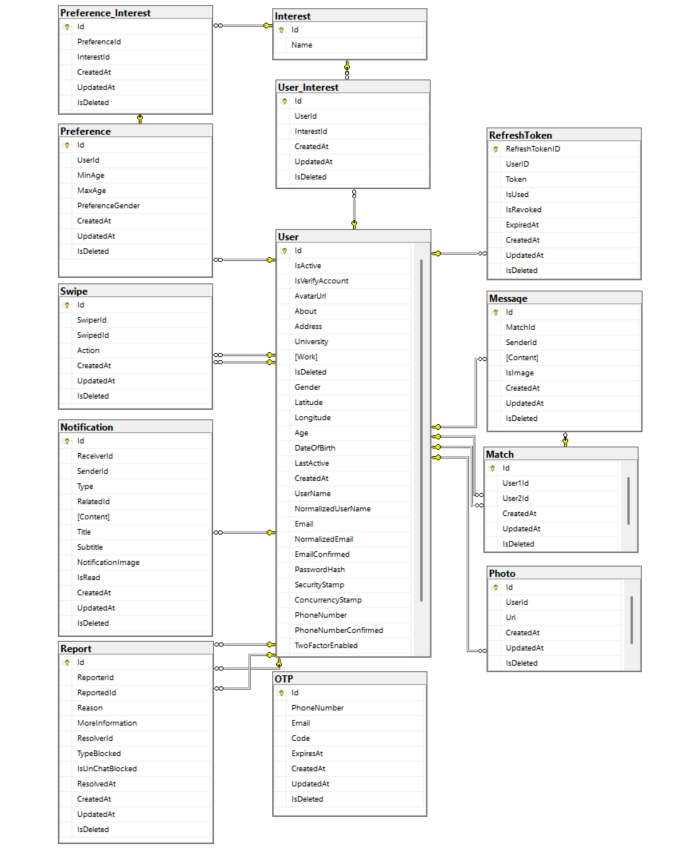 Preference_Interest
Id
PreferenceId
InterestId
CreatedAt
UpdatedAt
IsDeleted
Interest
Id
Name
User_Interest
Id
UserId
InterestId
CreatedAt
UpdatedAt
IsDeleted
Preference
Id
UserId
MinAge
MaxAge
PreferenceGender
CreatedAt
UpdatedAt
IsDeleted
RefreshToken
RefreshTokenID
UserID
Token
IsUsed
IsRevoked
ExpiredAt
CreatedAt
UpdatedAt
IsDeleted
User
Id
IsActive
IsVerifyAccount
AvatarUrl
About
Address
University
[Work]
IsDeleted
Gender
Latitude
Longitude
Age
DateOfBirth
LastActive
CreatedAt
UserName
NormalizedUserName
Email
NormalizedEmail
EmailConfirmed
PasswordHash
SecurityStamp
ConcurrencyStamp
PhoneNumber
PhoneNumberConfirmed
TwoFactorEnabled
Swipe
Id
SwiperId
SwipedId
Action
CreatedAt
UpdatedAt
IsDeleted
Message
Id
MatchId
SenderId
[Content]
IsImage
CreatedAt
UpdatedAt
IsDeleted
Notification
Id
ReceiverId
SenderId
Type
RelatedId
[Content]
Title
Subtitle
NotificationImage
IsRead
CreatedAt
UpdatedAt
IsDeleted
Match
Id
User1Id
User2Id
CreatedAt
UpdatedAt
IsDeleted
Photo
Id
UserId
Url
CreatedAt
UpdatedAt
IsDeleted
Report
Id
ReporterId
ReportedId
Reason
MoreInformation
ResolverId
TypeBlocked
IsUnChatBlocked
ResolvedAt
CreatedAt
UpdatedAt
IsDeleted
OTP
Id
PhoneNumber
Email
Code
ExpiresAt
CreatedAt
UpdatedAt
IsDeleted